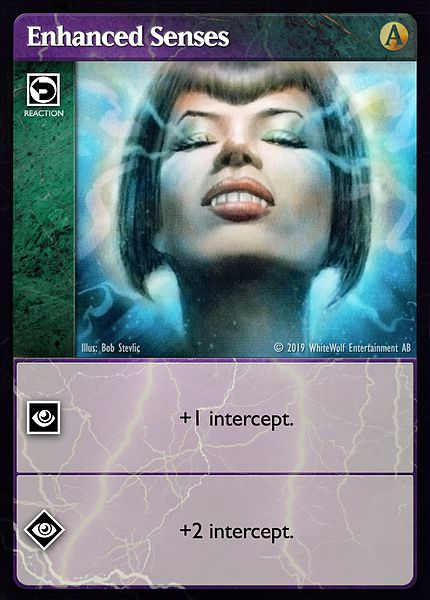 Enhanced Senses
A
REACTION
Illus: Bob Stevlic
© 2019 WhiteWolf Entertainment AB
+1 intercept.
+2 intercept.